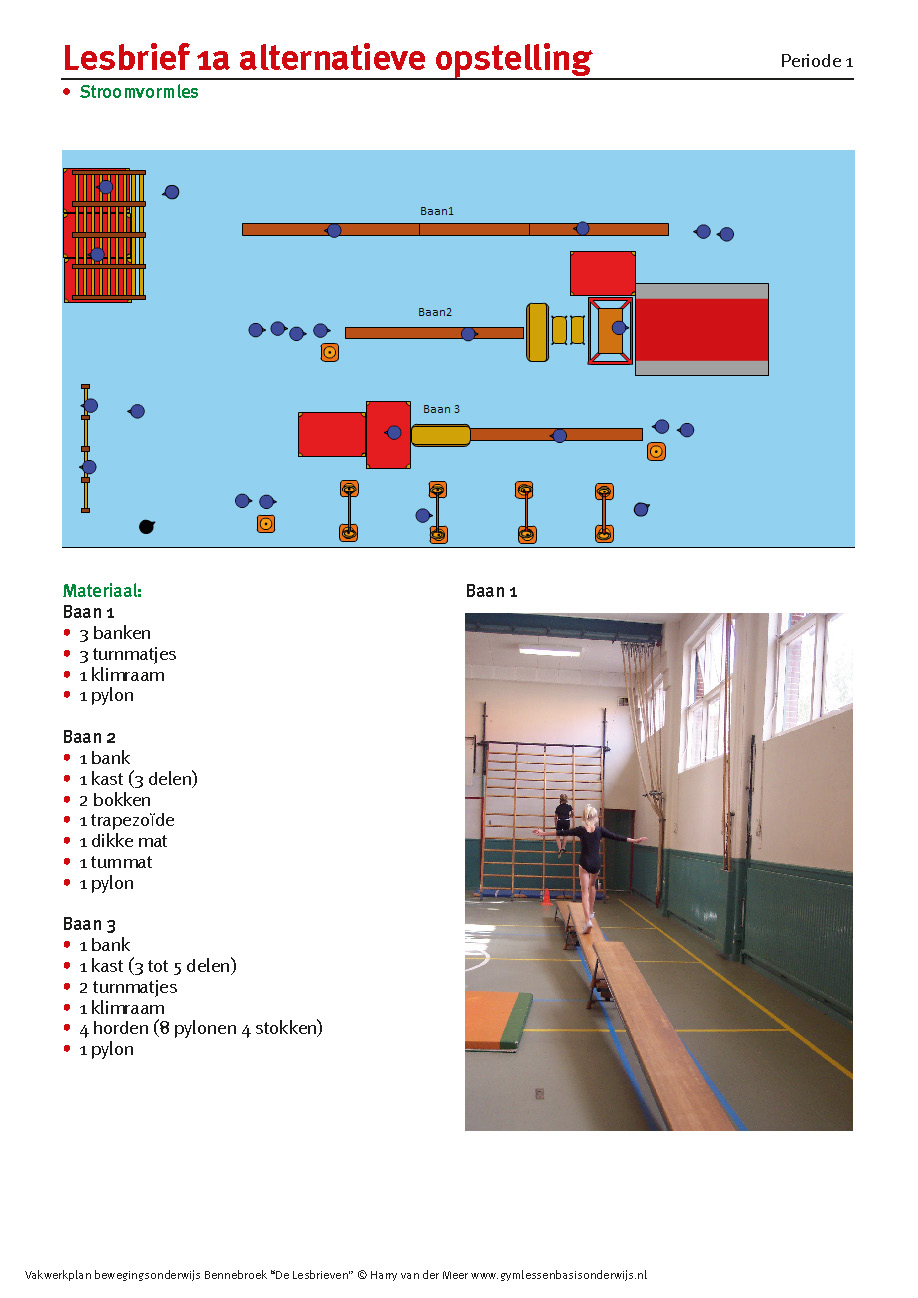 Lesbrief 1a alternatieve opstelling
Periode 1
• Stroomvormles
Baan1
Baan2
Baan 3
Materiaal:
Baan 1
• 3 banken
• 3 turnmatjes
• 1 klimraam
• 1 pylon
Baan 2
• 1 bank
• 1 kast (3 delen)
• 2 bokken
• 1 trapezoïde
• 1 dikke mat
• 1 turnmat
• 1 pylon
Baan 3
• 1 bank
• 1 kast (3 tot 5 delen)
• 2 turnmatjes
• 1 klimraam
• 4 horden (8 pylonen 4 stokken)
• 1 pylon
Baan 1
Vakwerkplan bewegingsonderwijs Bennebroek “De Lesbrieven” © Harry van der Meer www.gymlessenbasisonderwijs.nl